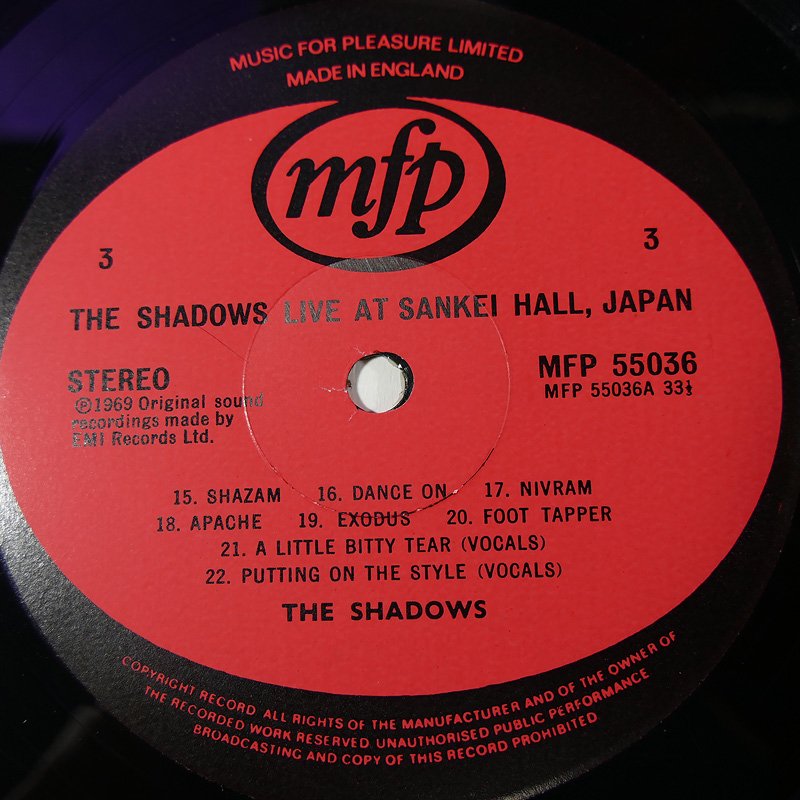 MUSIC FOR PLEASURE LIMITED
MADE IN ENGLAND
mfp
3
3
THE SHADOWS LIVE AT SANKEI HALL, JAPAN
STEREO
℗1969 Original sound
recordings made by
EMI Records Ltd.
MFP 55036
MFP 55036A 33⅓
15. SHAZAM 16. DANCE ON 17. NIVRAM
18. APACHE 19. EXODUS 20. FOOT TAPPER
21. A LITTLE BITTY TEAR (VOCALS)
22. PUTTING ON THE STYLE (VOCALS)
THE SHADOWS
COPYRIGHT RECORD ALL RIGHTS OF THE MANUFACTURER AND OF THE OWNER OF
THE RECORDED WORK RESERVED UNAUTHORISED PUBLIC PERFORMANCE
BROADCASTING AND COPY OF THIS RECORD PROHIBITED